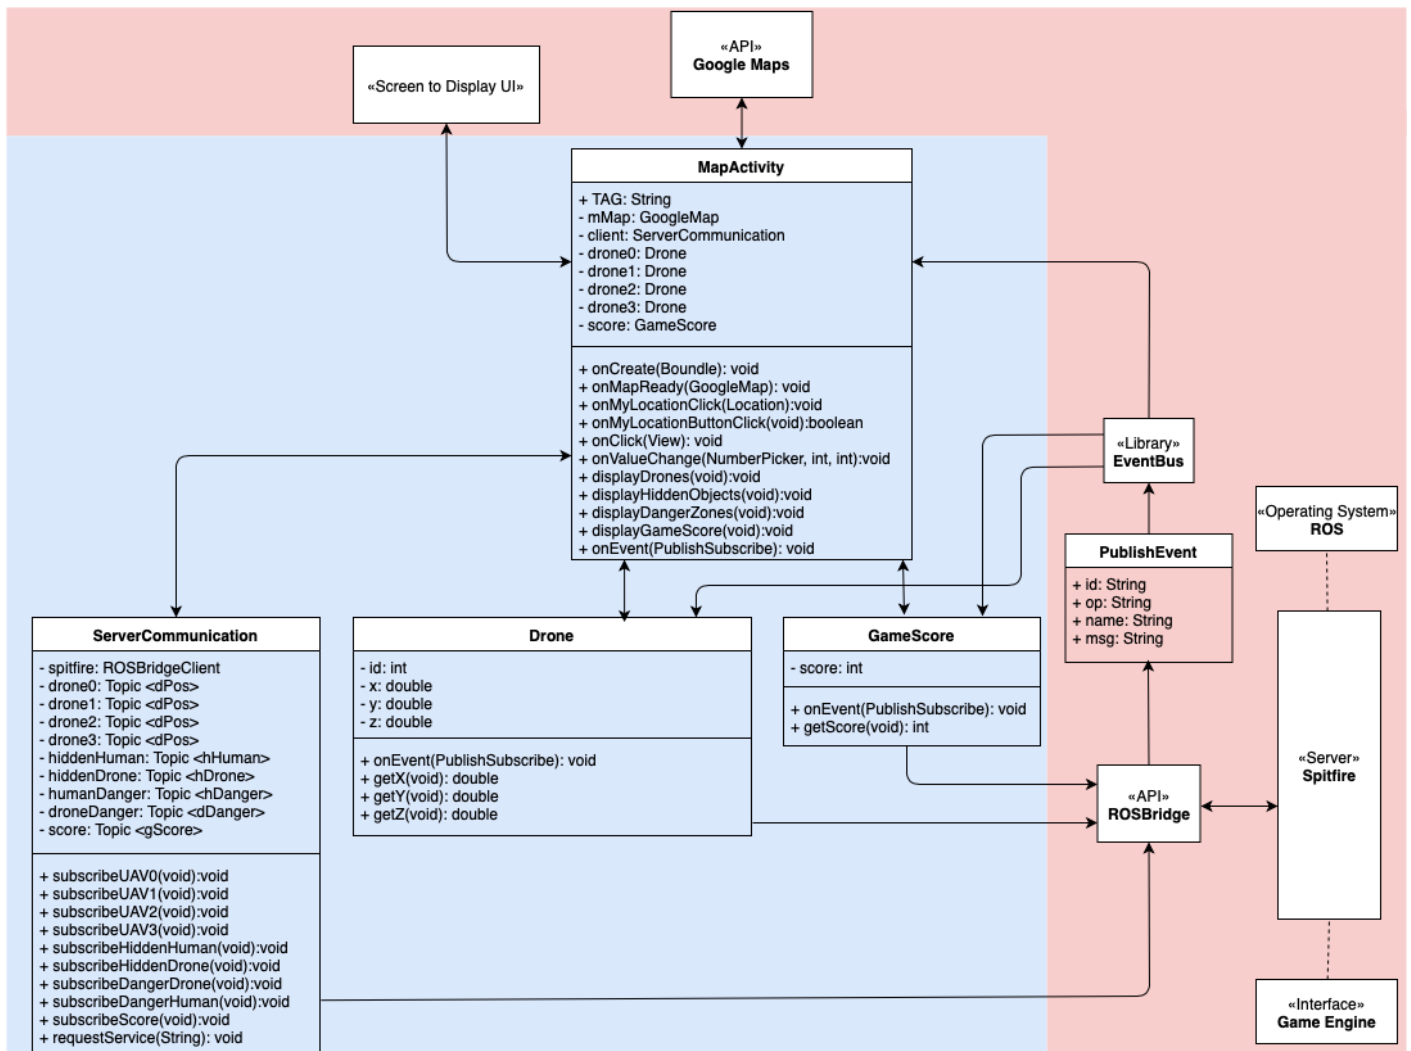 «API»
Google Maps
«Screen to Display UI»
MapActivity
+ TAG: String
- mMap: GoogleMap
- client: ServerCommunication
- drone0: Drone
- drone1: Drone
- drone2: Drone
- drone3: Drone
- score: GameScore
+ onCreate(Boundle): void
+ onMapReady(GoogleMap): void
+ onMyLocationClick(Location):void
+ onMyLocationButtonClick(void):boolean
+ onClick(View): void
+ onValueChange(NumberPicker, int, int):void
+ displayDrones(void):void
+ displayHiddenObjects(void):void
+ displayDangerZones(void):void
+ displayGameScore(void):void
+ onEvent(PublishSubscribe): void
«Library»
EventBus
«Operating System»
ROS
PublishEvent
+ id: String
+ op: String
+ name: String
+ msg: String
ServerCommunication
- spitfire: ROSBridgeClient
- drone0: Topic <dPos>
- drone1: Topic <dPos>
- drone2: Topic <dPos>
- drone3: Topic <dPos>
- hiddenHuman: Topic <hHuman>
- hiddenDrone: Topic <hDrone>
- humanDanger: Topic <hDanger>
- droneDanger: Topic <dDanger>
- score: Topic <gScore>
+ subscribeUAV0(void):void
+ subscribeUAV1(void):void
+ subscribeUAV2(void):void
+ subscribeUAV3(void):void
+ subscribeHiddenHuman(void):void
+ subscribeHiddenDrone(void):void
+ subscribeDangerDrone(void):void
+ subscribeDangerHuman(void):void
+ subscribeScore(void):void
+ requestService(String): void
Drone
- id: int
- x: double
- y: double
- z: double
+ onEvent(PublishSubscribe): void
+ getX(void): double
+ getY(void): double
+ getZ(void): double
GameScore
- score: int
+ onEvent(PublishSubscribe): void
+ getScore(void): int
«API»
ROSBridge
«Server»
Spitfire
«Interface»
Game Engine